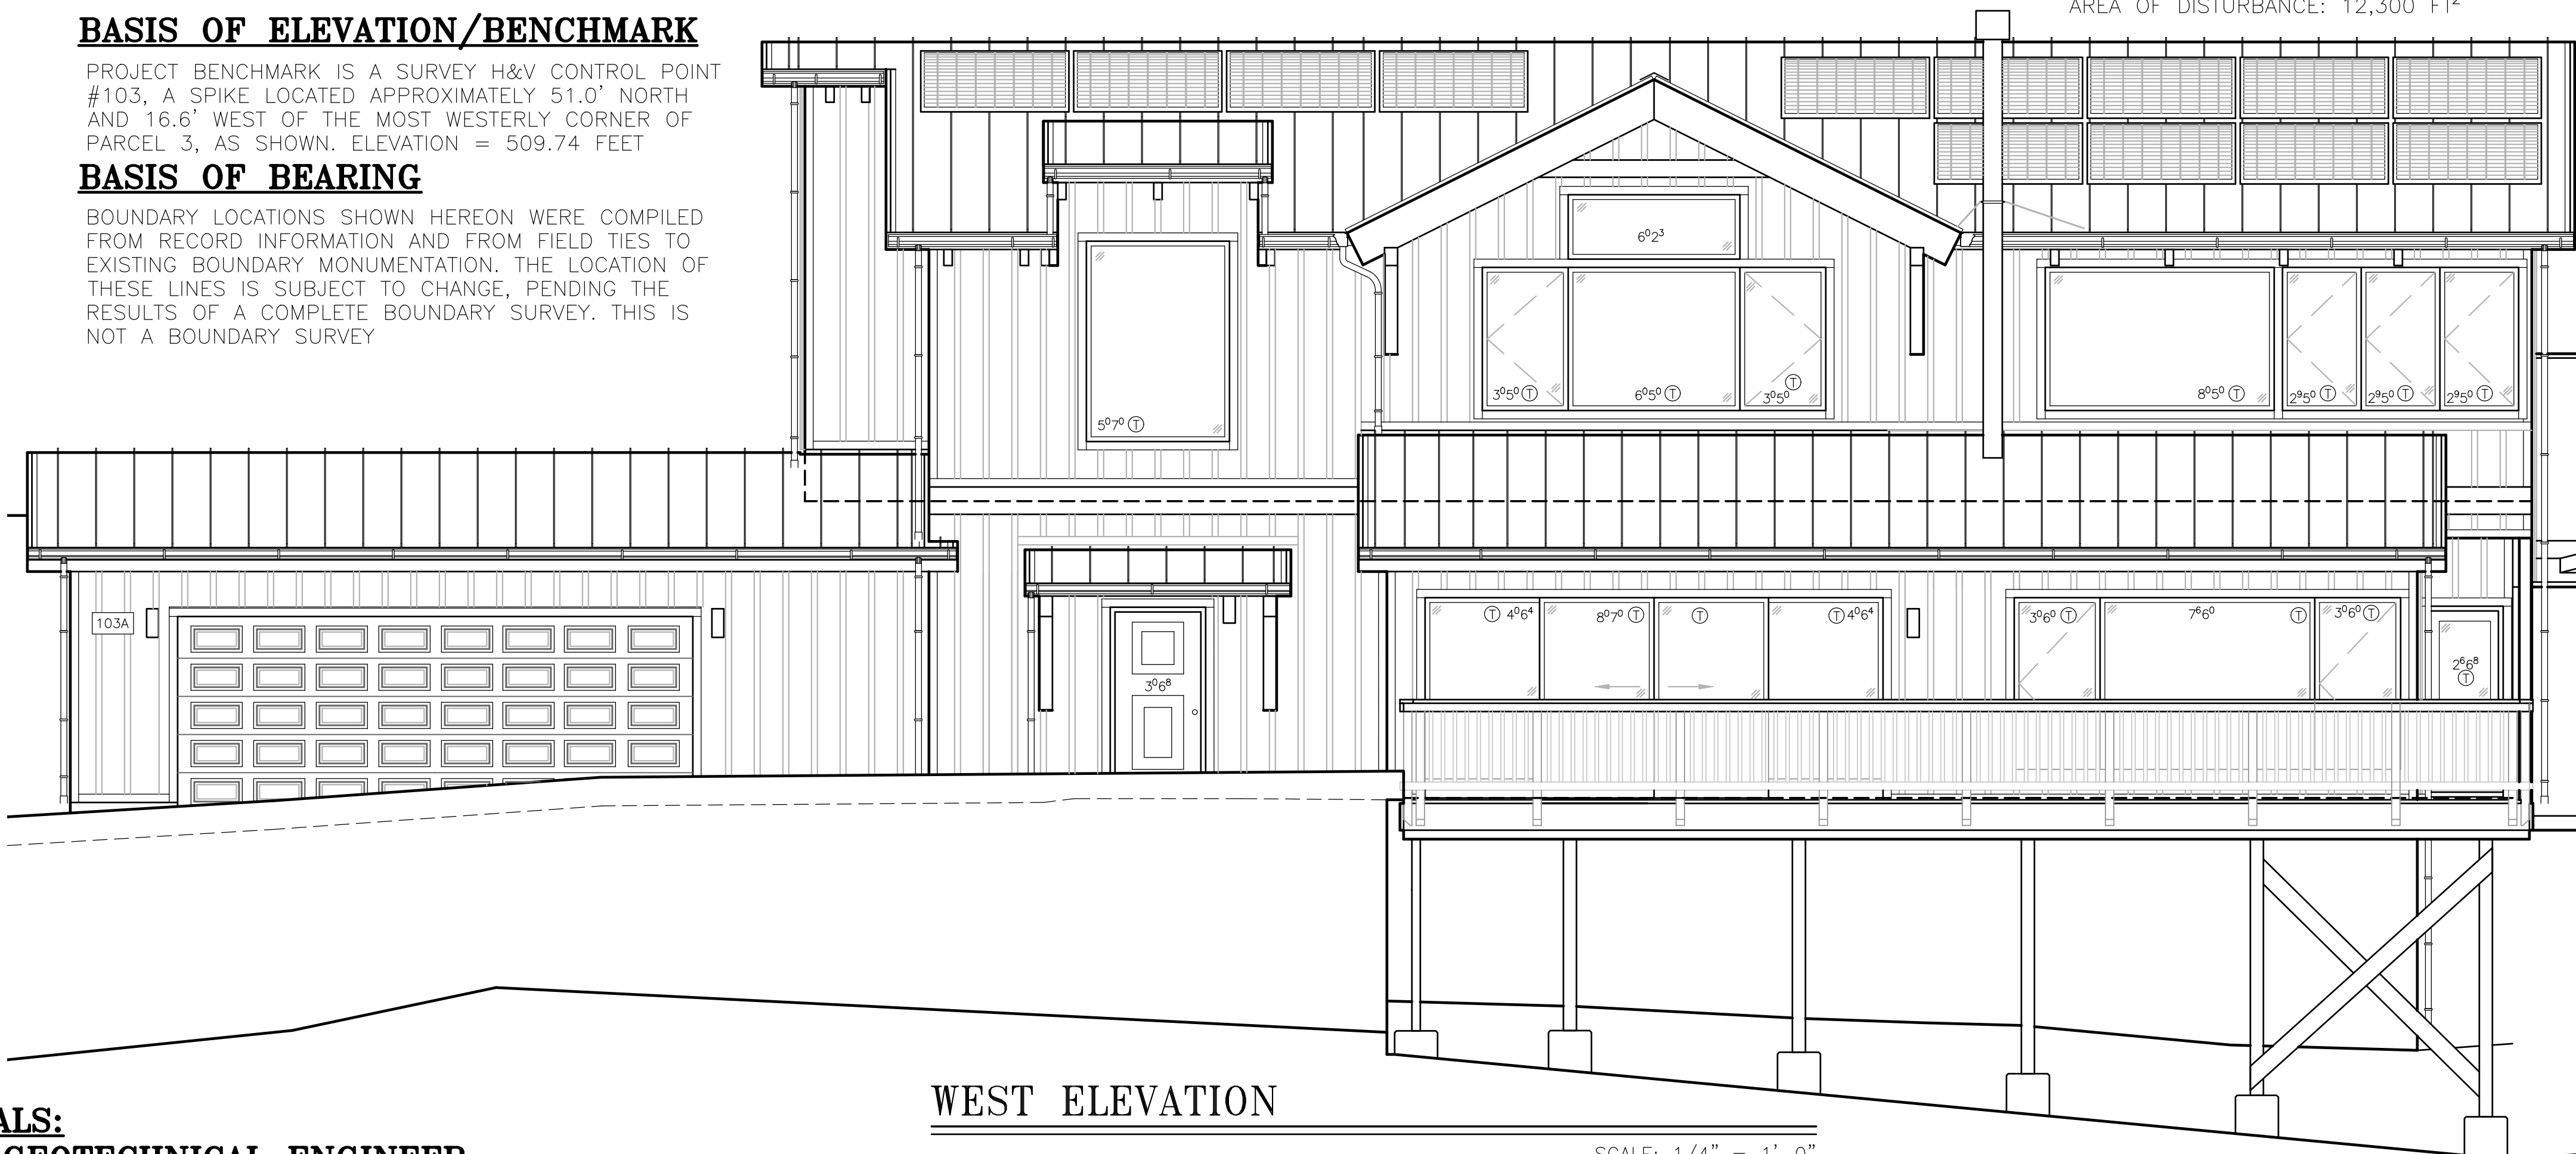 AREA OF DISTURBANCE: 12,300 FT²
BASIS OF ELEVATION/BENCHMARK
PROJECT BENCHMARK IS A SURVEY H&V CONTROL POINT
#103, A SPIKE LOCATED APPROXIMATELY 51.0' NORTH
AND 16.6' WEST OF THE MOST WESTERLY CORNER OF
PARCEL 3, AS SHOWN. ELEVATION = 509.74 FEET
BASIS OF BEARING
BOUNDARY LOCATIONS SHOWN HEREON WERE COMPILED
FROM RECORD INFORMATION AND FROM FIELD TIES TO
EXISTING BOUNDARY MONUMENTATION. THE LOCATION OF
THESE LINES IS SUBJECT TO CHANGE, PENDING THE
RESULTS OF A COMPLETE BOUNDARY SURVEY. THIS IS
NOT A BOUNDARY SURVEY
6⁰2³
5⁰7⁰ Ⓣ
3⁰5⁰ Ⓣ
6⁰5⁰ Ⓣ
Ⓣ
3⁰5⁰
8⁰5⁰ Ⓣ
2⁹5⁰ Ⓣ
2⁹5⁰ Ⓣ
2⁹5⁰ Ⓣ
103A
3⁰6⁸
Ⓣ 4⁰6⁴
8⁰7⁰ Ⓣ
Ⓣ
Ⓣ 4⁰6⁴
3⁰6⁰ Ⓣ
7⁶6⁰ Ⓣ
3⁰6⁰ Ⓣ
2⁶6⁸
Ⓣ
WEST ELEVATION
SCALE: 1/4" = 1'-0"
ALS:
GEOTECHNICAL ENGINEER